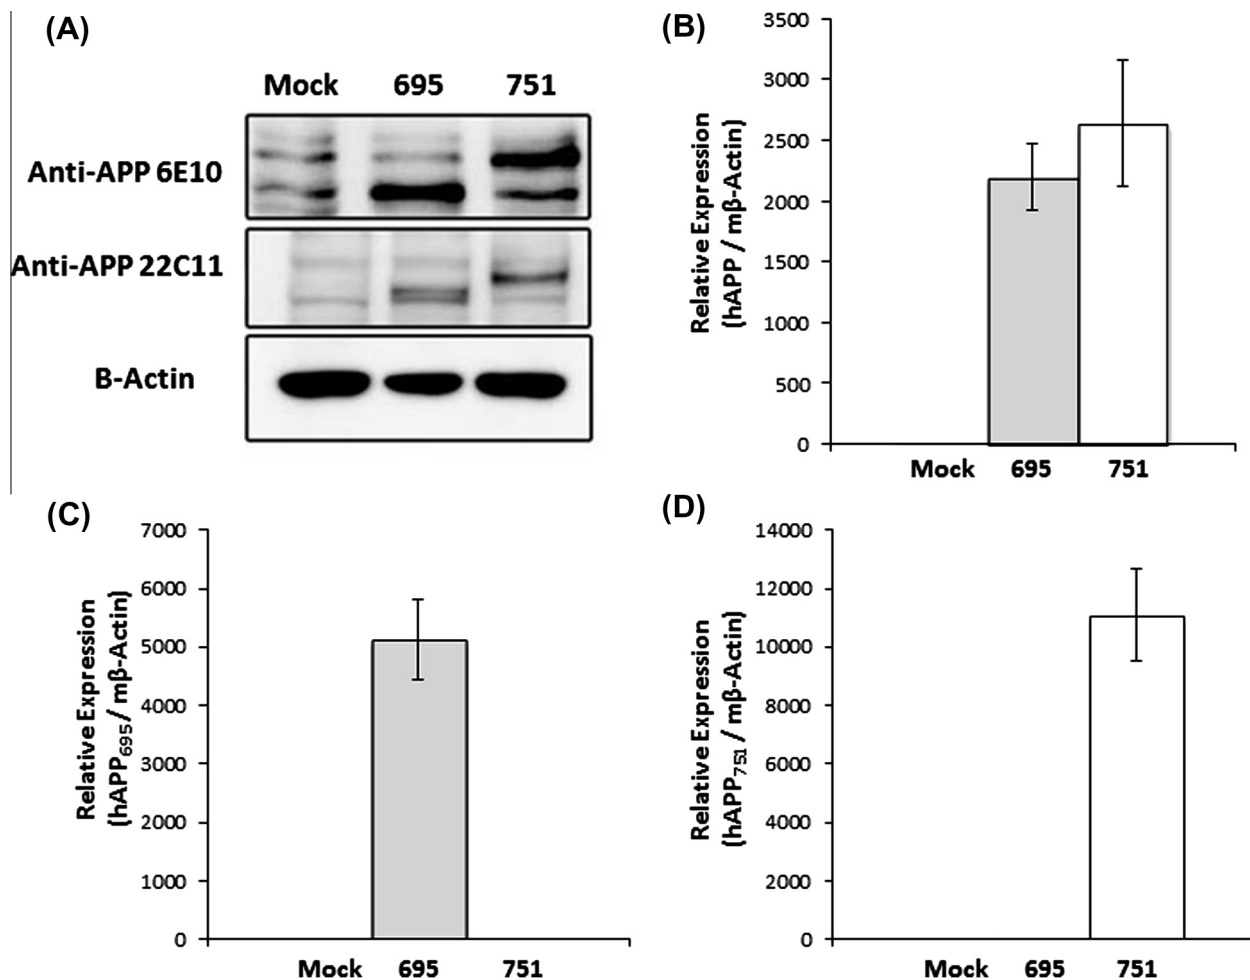 (A)
Mock 695 751
Anti-APP 6E10
Anti-APP 22C11
B-Actin
(B)
Relative Expression
(hAPP / mβ-Actin)
3500
3000
2500
2000
1500
1000
500
0
Mock 695 751
(C)
Relative Expression
(hAPP695 / mβ-Actin)
7000
6000
5000
4000
3000
2000
1000
0
Mock 695 751
(D)
Relative Expression
(hAPP751 / mβ-Actin)
14000
12000
10000
8000
6000
4000
2000
0
Mock 695 751